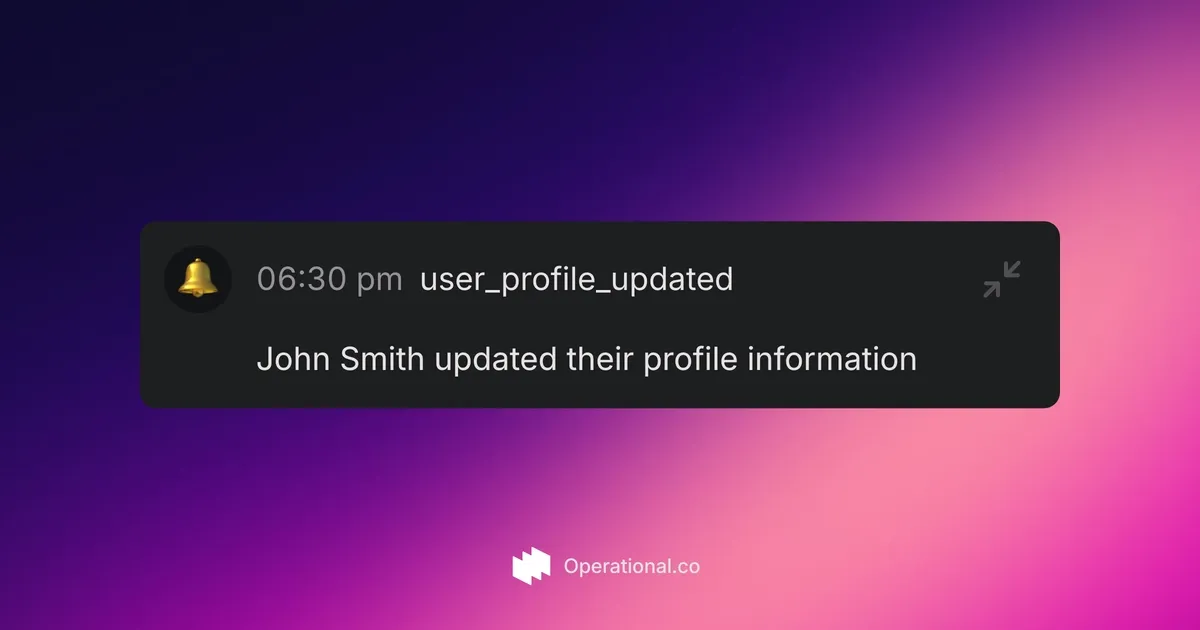 06:30 pm user_profile_updated
John Smith updated their profile information
Operational.co